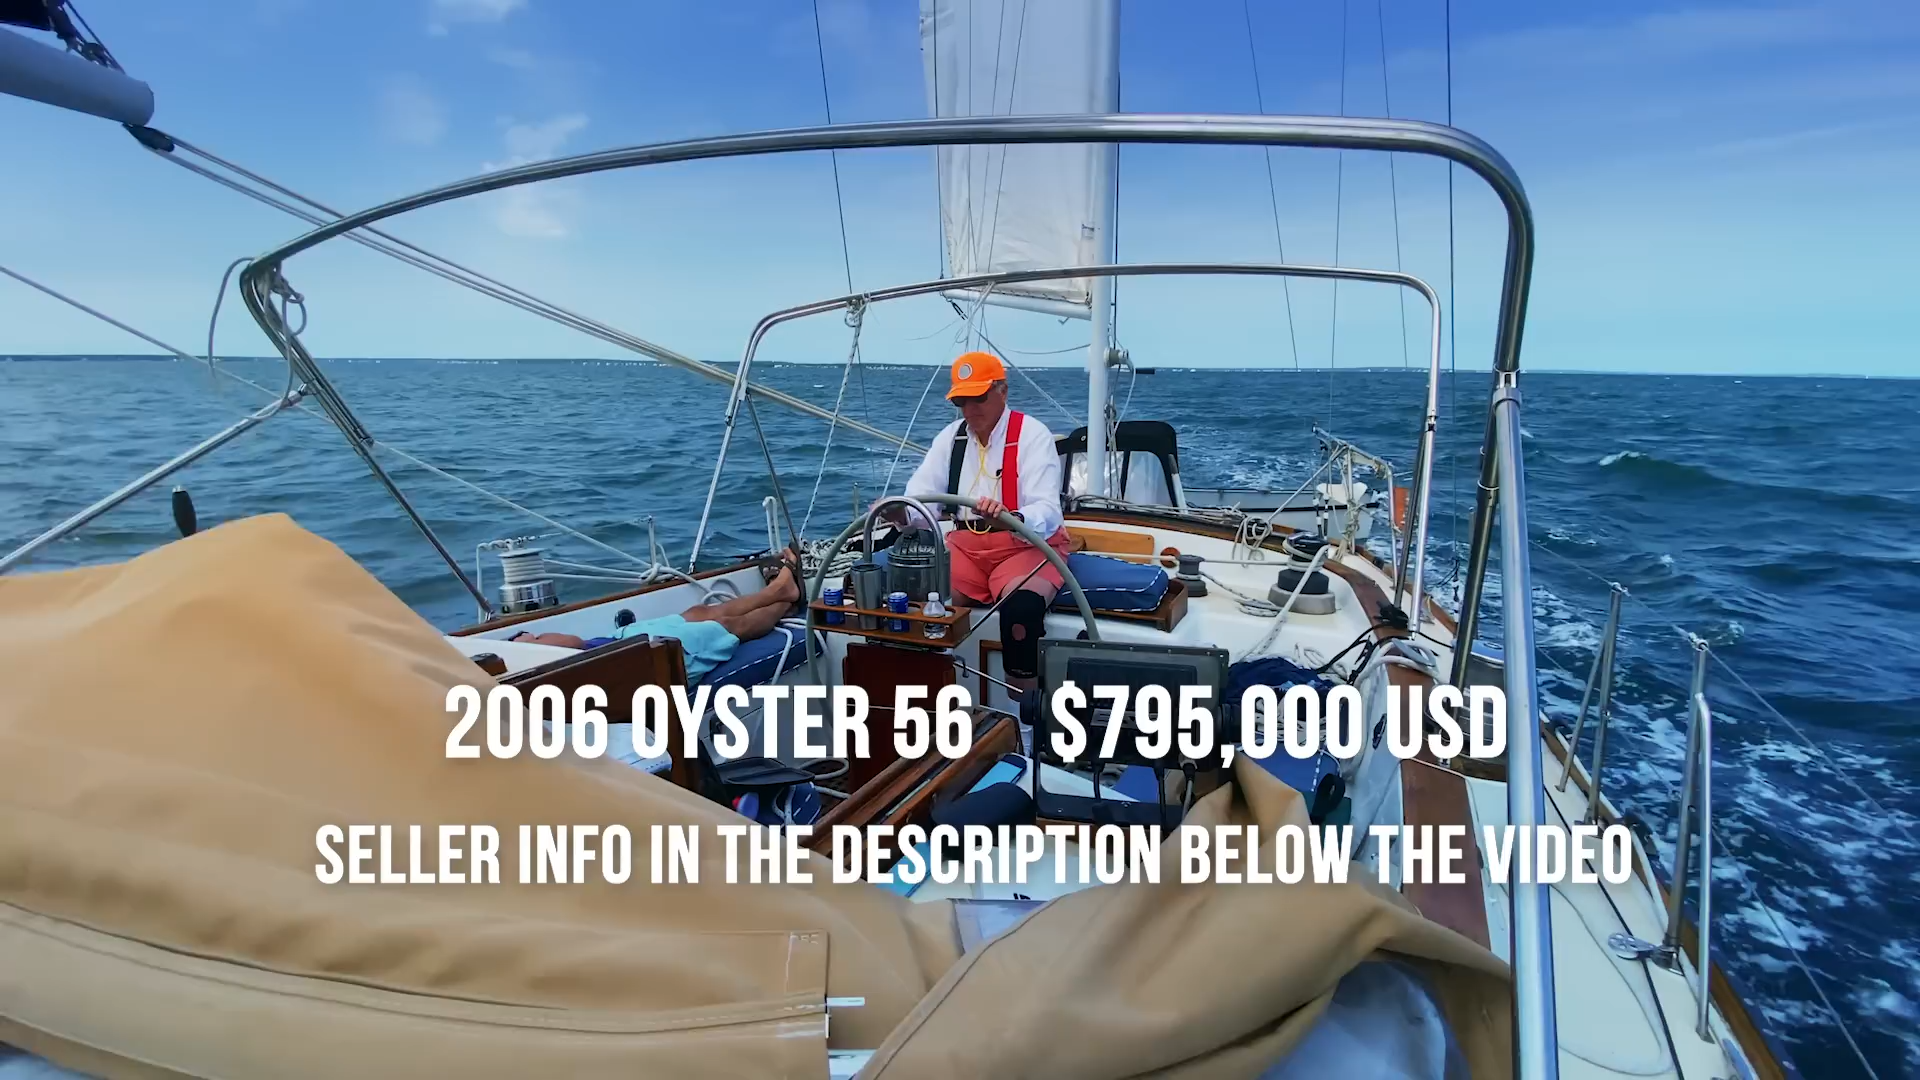 2006 OYSTER 56 $795,000 USD
SELLER INFO IN THE DESCRIPTION BELOW THE VIDEO